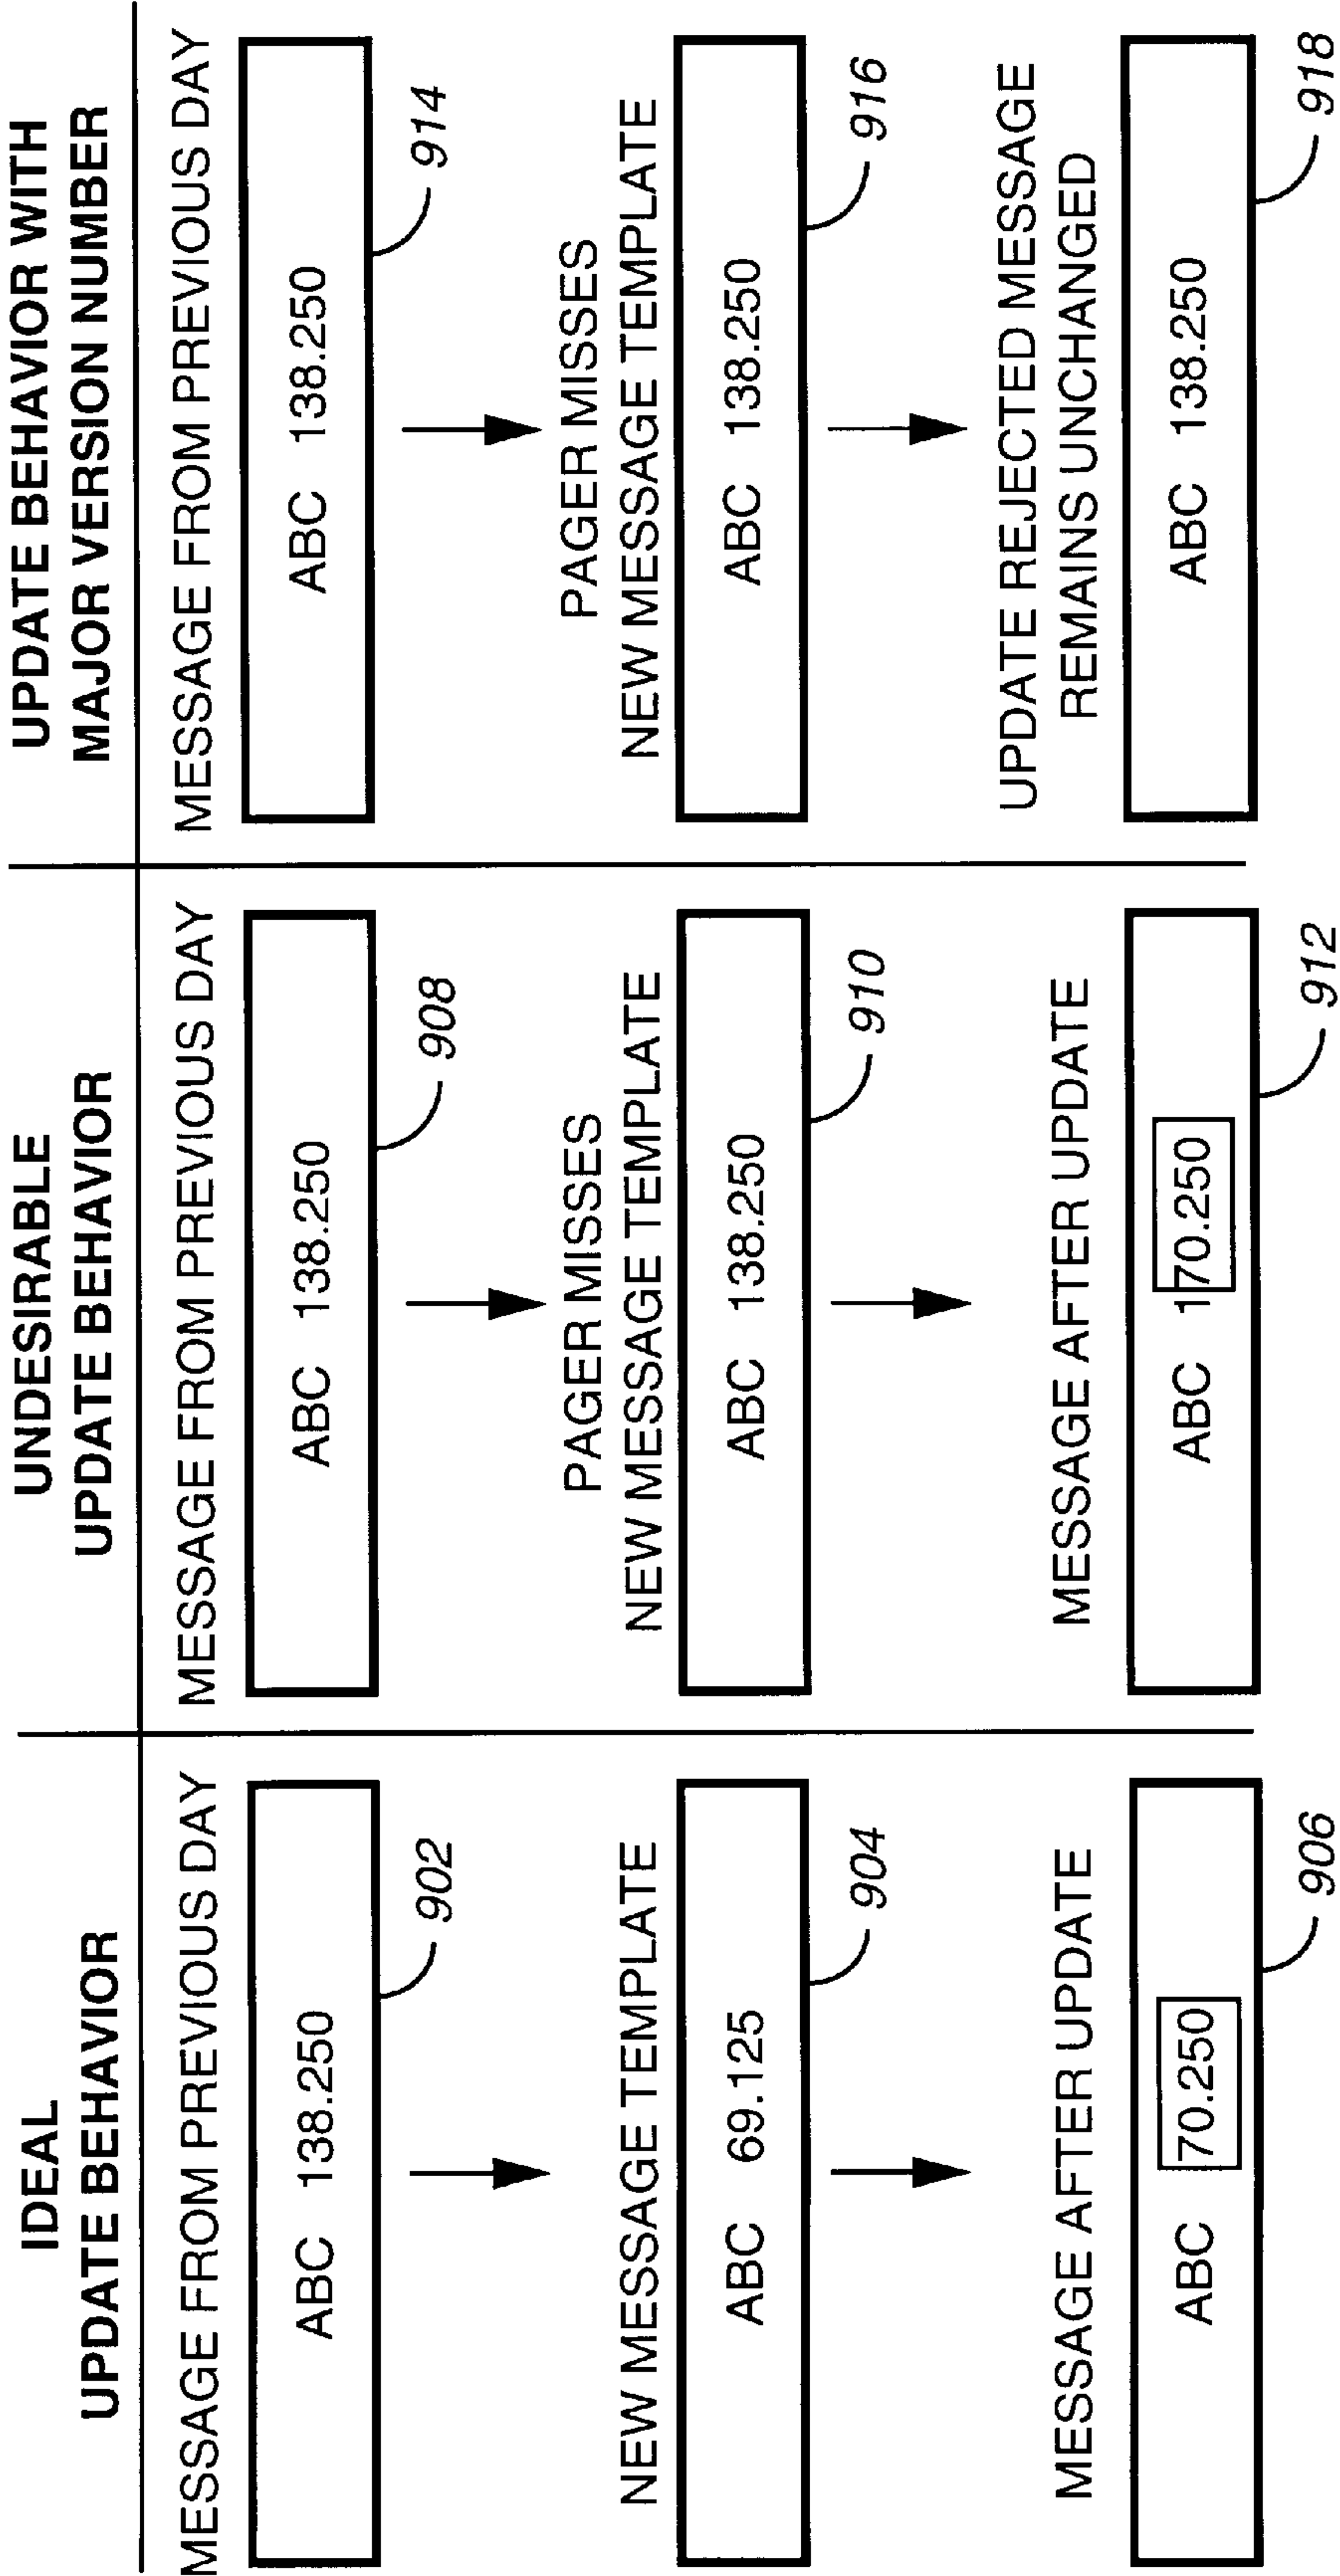 IDEAL
UPDATE BEHAVIOR
MESSAGE FROM PREVIOUS DAY
ABC 138.250
902
NEW MESSAGE TEMPLATE
ABC 69.125
904
MESSAGE AFTER UPDATE
ABC 70.250
906
UNDESIRABLE
UPDATE BEHAVIOR
MESSAGE FROM PREVIOUS DAY
ABC 138.250
908
PAGER MISSES
NEW MESSAGE TEMPLATE
ABC 138.250
910
MESSAGE AFTER UPDATE
ABC 170.250
912
UPDATE BEHAVIOR WITH
MAJOR VERSION NUMBER
MESSAGE FROM PREVIOUS DAY
ABC 138.250
914
PAGER MISSES
NEW MESSAGE TEMPLATE
ABC 138.250
916
UPDATE REJECTED MESSAGE
REMAINS UNCHANGED
ABC 138.250
918